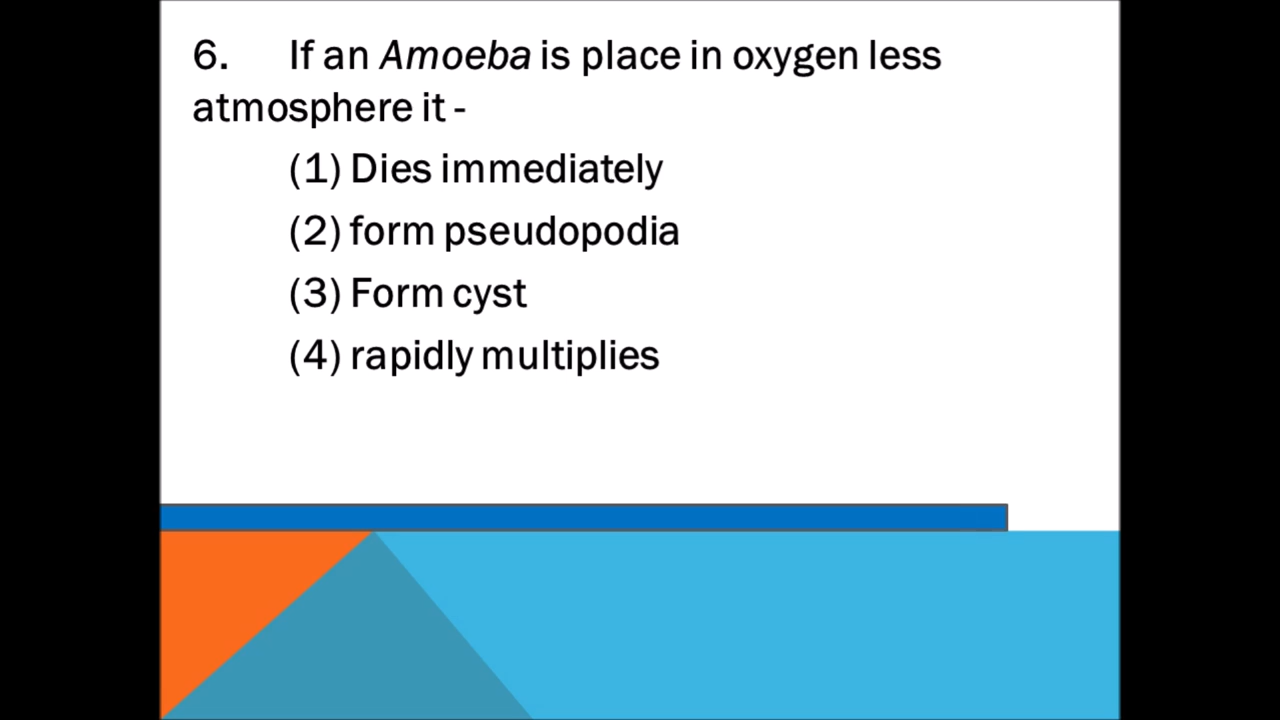 6. If an Amoeba is place in oxygen less
atmosphere it -
(1) Dies immediately
(2) form pseudopodia
(3) Form cyst
(4) rapidly multiplies